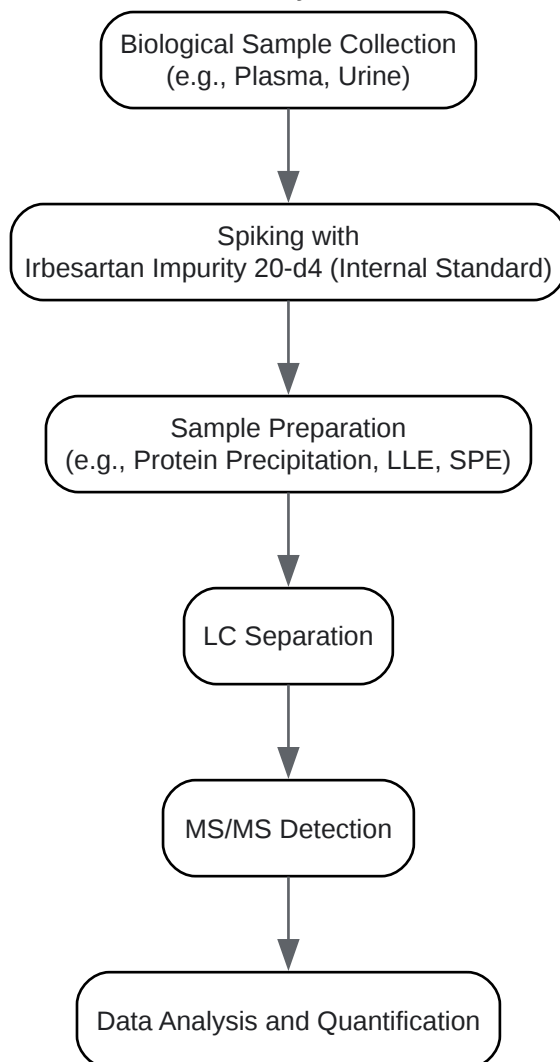 Biological Sample Collection
(e.g., Plasma, Urine)
Spiking with
Irbesartan Impurity 20-d4 (Internal Standard)
Sample Preparation
(e.g., Protein Precipitation, LLE, SPE)
LC Separation
MS/MS Detection
Data Analysis and Quantification